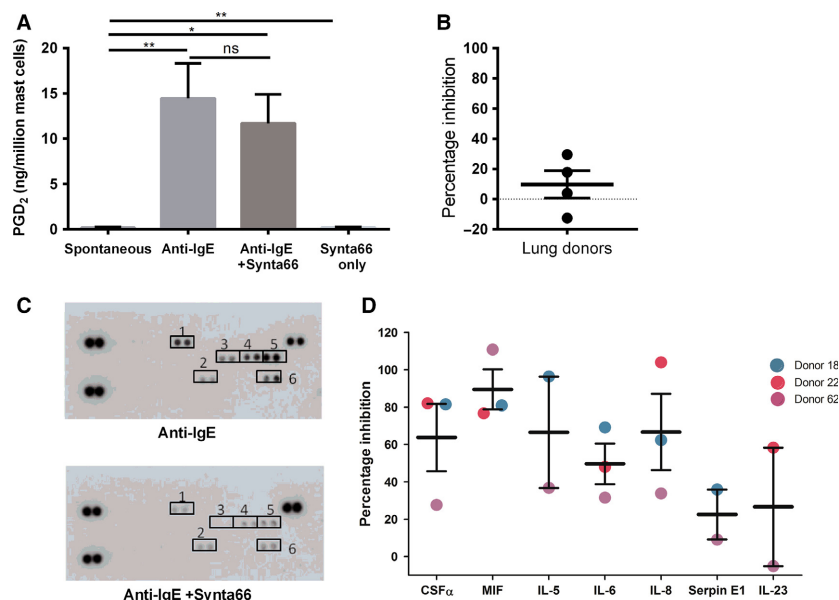 A
**
*
**
ns
PGD2 (ng/million mast cells)
20
15
10
5
0
Spontaneous
Anti-IgE
Anti-IgE
+Synta66
Synta66
only
B
Percentage inhibition
100
80
60
40
20
0
−20
Lung donors
C
1
3 4 5
2
6
Anti-IgE
1
3 4 5
2
6
Anti-IgE +Synta66
D
Percentage inhibition
120
100
80
60
40
20
0
CSFα MIF IL-5 IL-6 IL-8 Serpin E1 IL-23
Donor 18
Donor 22
Donor 62